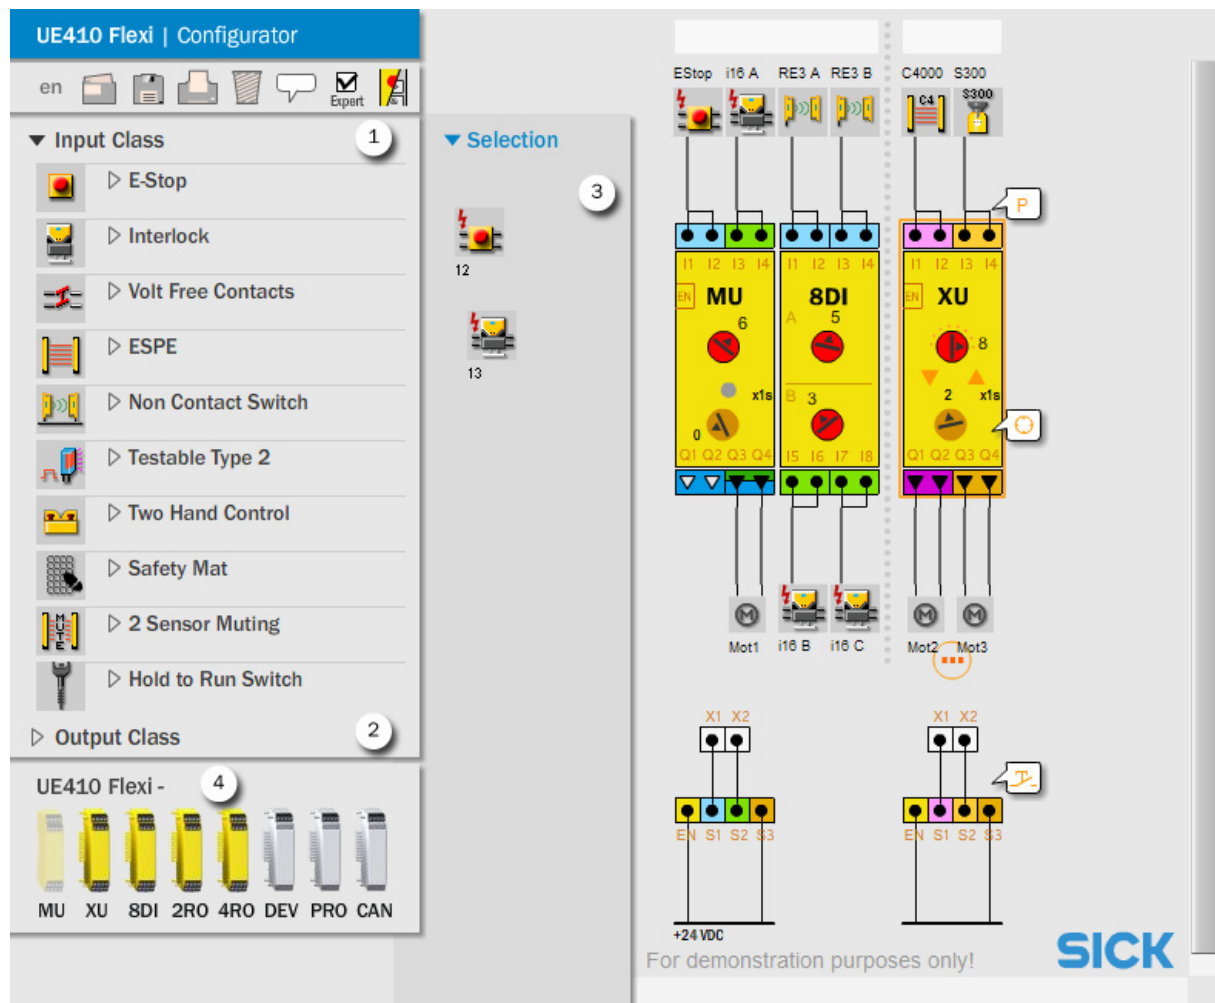 UE410 Flexi | Configurator
en
Expert
Input Class
1
E-Stop
Interlock
Volt Free Contacts
ESPE
Non Contact Switch
Testable Type 2
Two Hand Control
Safety Mat
MUTE
2 Sensor Muting
Hold to Run Switch
Output Class
2
UE410 Flexi -
4
MU XU 8DI 2RO 4RO DEV PRO CAN
Selection
3
12
13
EStop i16 A RE3 A RE3 B C4000 S300
C4 S300
P
I1 I2 I3 I4 I1 I2 I3 I4 I1 I2 I3 I4
EN MU 8DI EN XU
6 A 5 8
x1s B 3 2 x1s
0
Q1 Q2 Q3 Q4 I5 I6 I7 I8 Q1 Q2 Q3 Q4
M M M
Mot1 i16 B i16 C Mot2 Mot3
X1 X2 X1 X2
EN S1 S2 S3 EN S1 S2 S3
+24 VDC
For demonstration purposes only!
SICK